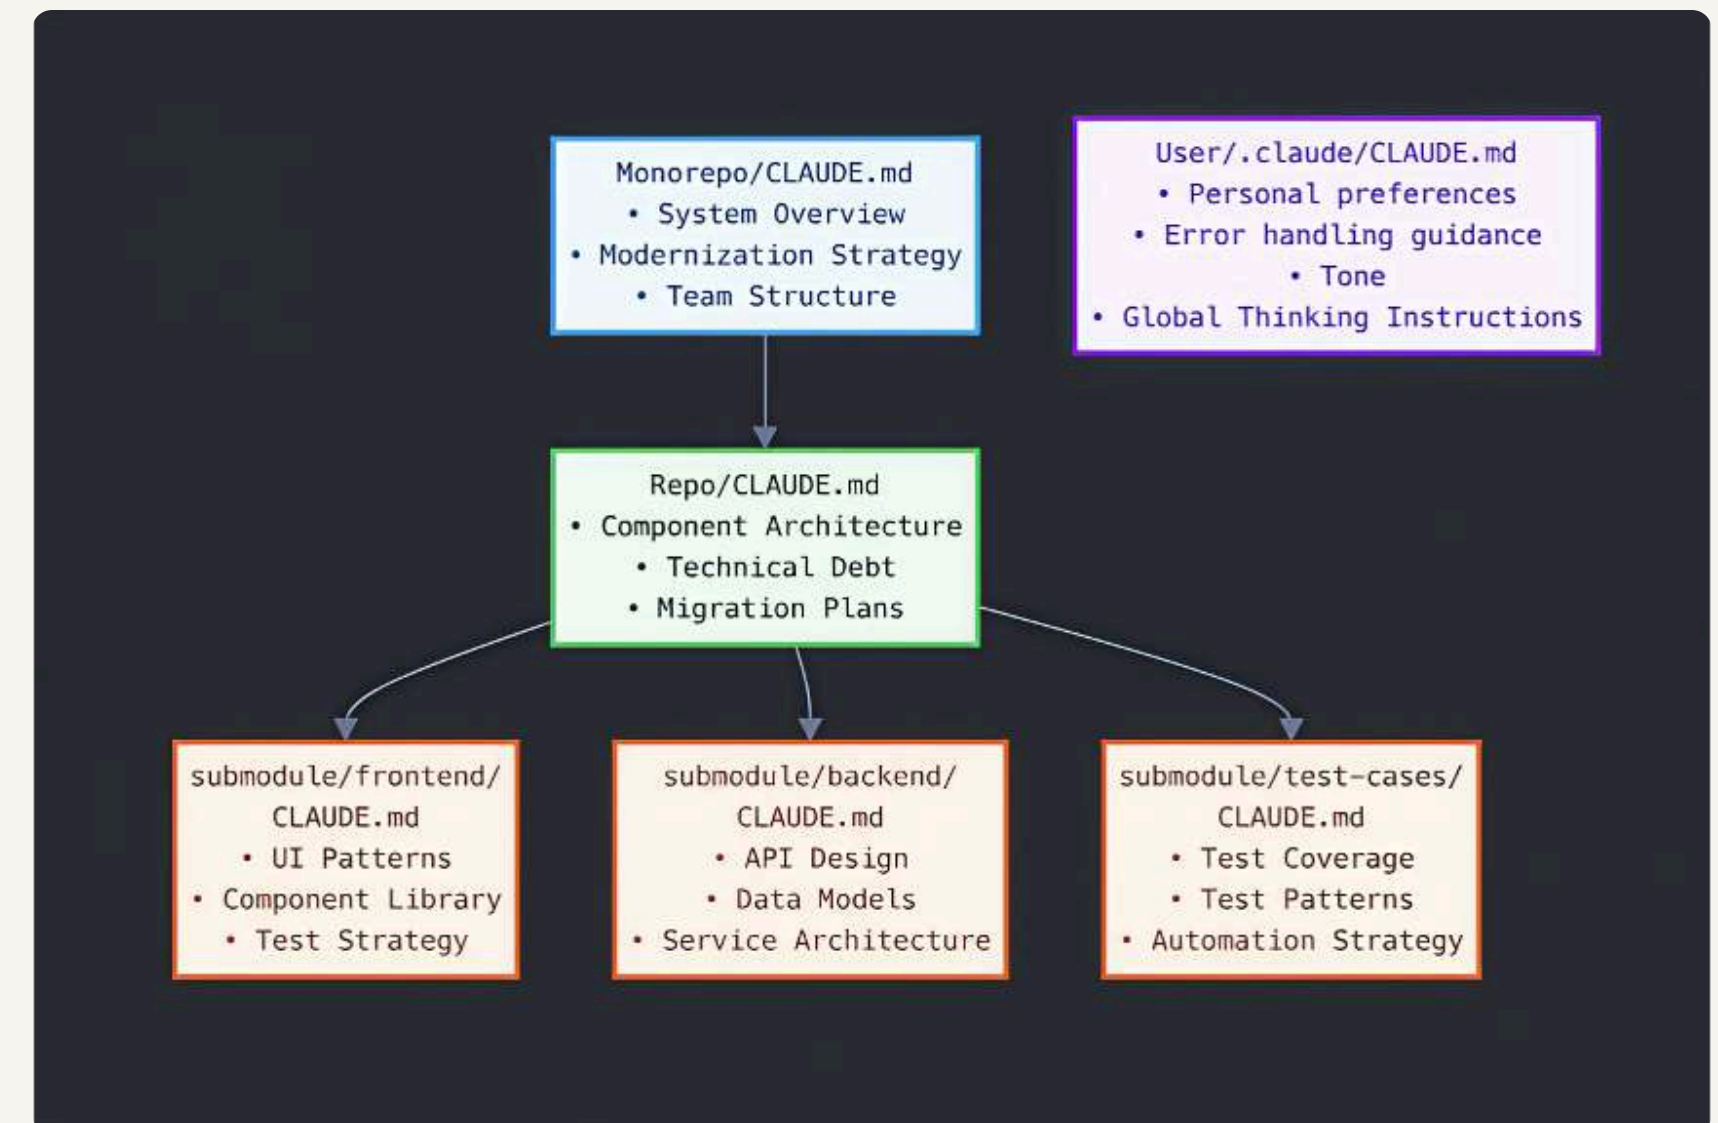 Monorepo/CLAUDE.md
• System Overview
• Modernization Strategy
• Team Structure
User/.claude/CLAUDE.md
• Personal preferences
• Error handling guidance
• Tone
• Global Thinking Instructions
Repo/CLAUDE.md
• Component Architecture
• Technical Debt
• Migration Plans
submodule/frontend/
CLAUDE.md
• UI Patterns
• Component Library
• Test Strategy
submodule/backend/
CLAUDE.md
• API Design
• Data Models
• Service Architecture
submodule/test-cases/
CLAUDE.md
• Test Coverage
• Test Patterns
• Automation Strategy